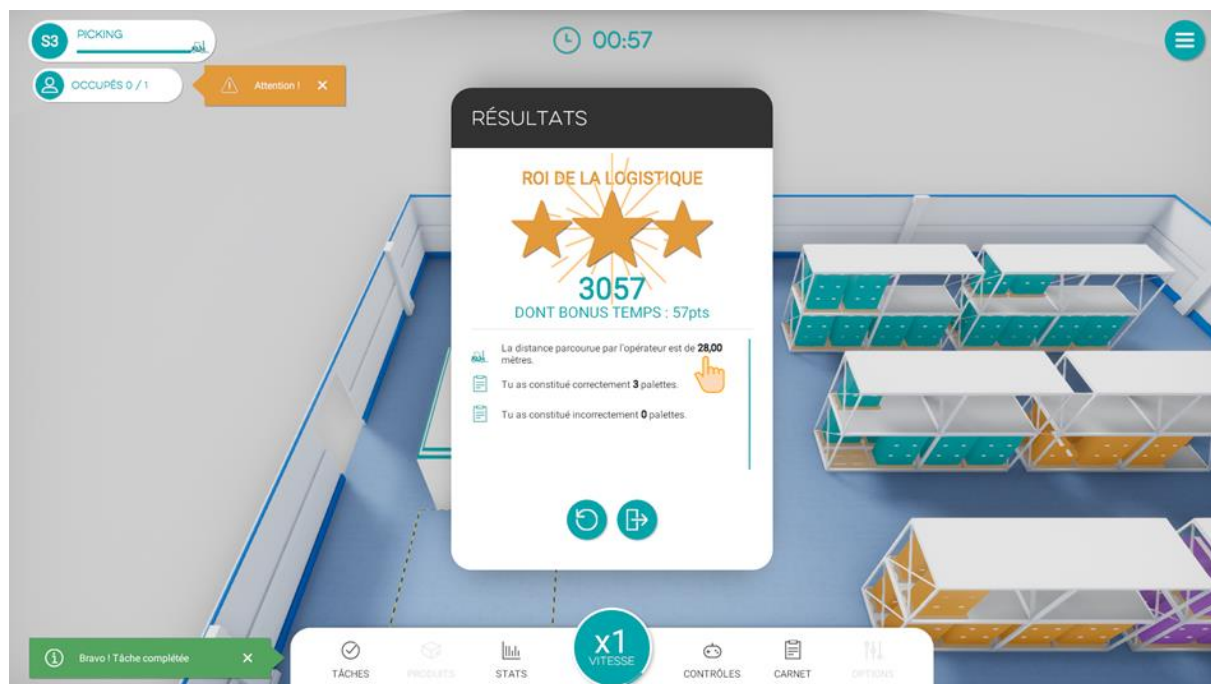 S3 PICKING
00:57
OCCUPÉS 0 / 1
Attention !
RÉSULTATS
ROI DE LA LOGISTIQUE
3057
DONT BONUS TEMPS : 57pts
La distance parcourue par l'opérateur est de 28,00
mètres.
Tu as constitué correctement 3 palettes.
Tu as constitué incorrectement 0 palettes.
Bravo ! Tâche complétée
TÂCHES
PRODUITS
STATS
x1
VITESSE
CONTRÔLES
CARNET
OPTIONS